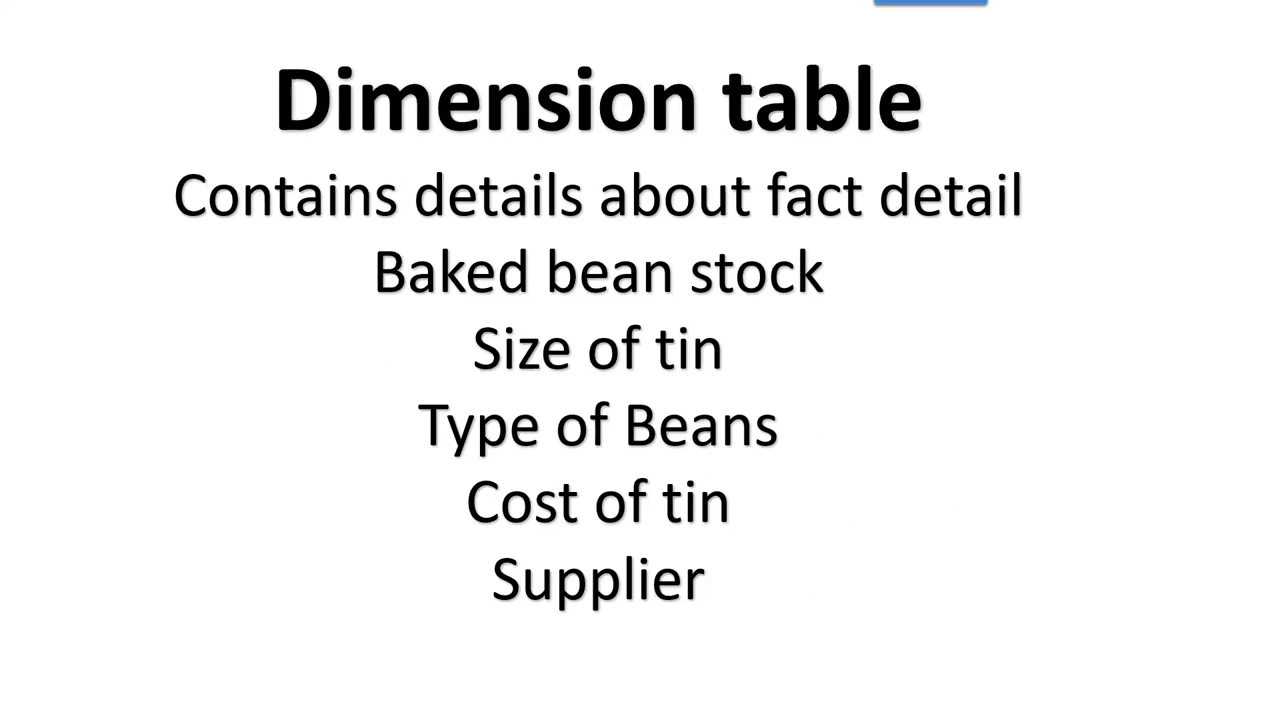 Dimension table
Contains details about fact detail
Baked bean stock
Size of tin
Type of Beans
Cost of tin
Supplier